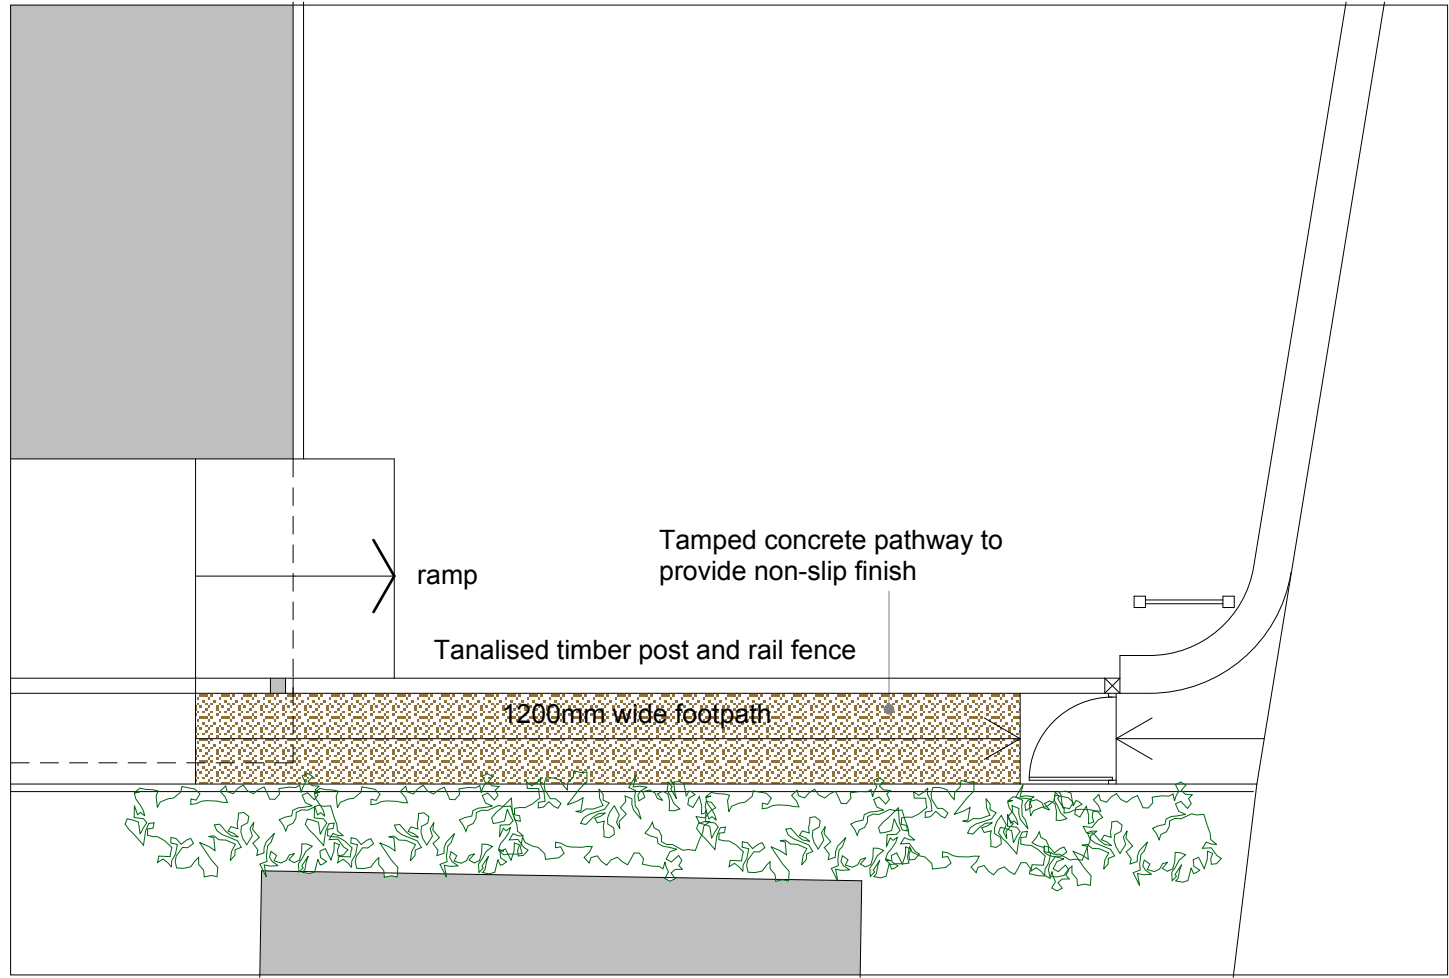 Tamped concrete pathway to
provide non-slip finish
ramp
Tanalised timber post and rail fence
1200mm wide footpath